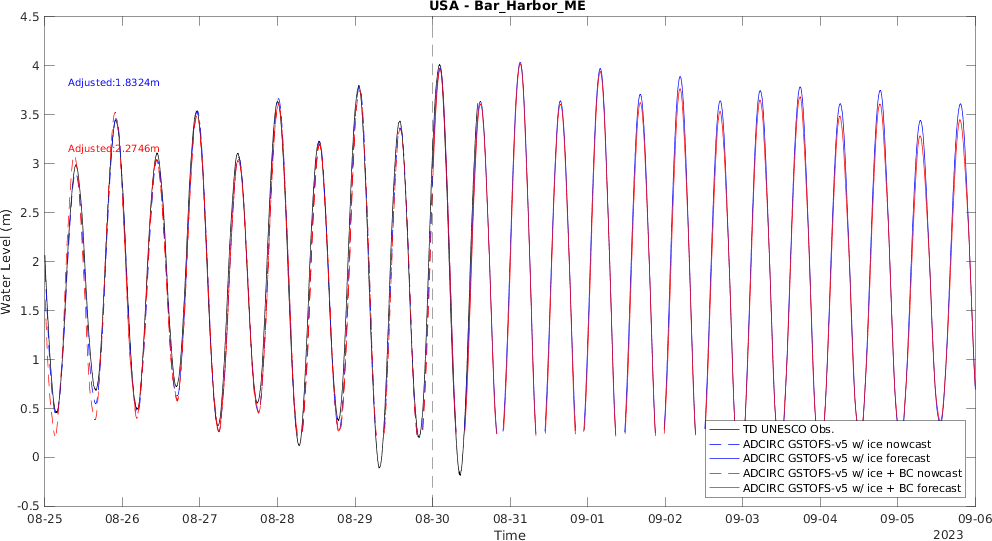 USA - Bar_Harbor_ME
Water Level (m)
4.5
4
3.5
3
2.5
2
1.5
1
0.5
0
-0.5
Adjusted:1.8324m
Adjusted:2.2746m
TD UNESCO Obs.
ADCIRC GSTOFS-v5 w/ ice nowcast
ADCIRC GSTOFS-v5 w/ ice forecast
ADCIRC GSTOFS-v5 w/ ice + BC nowcast
ADCIRC GSTOFS-v5 w/ ice + BC forecast
08-25 08-26 08-27 08-28 08-29 08-30 08-31 09-01 09-02 09-03 09-04 09-05 09-06
Time
2023